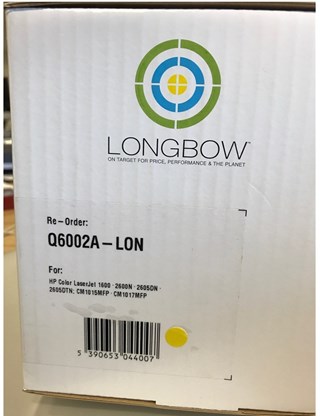 LONGBOW™
ON TARGET FOR PRICE, PERFORMANCE & THE PLANET
Re-Order:
Q6002A-LON
For:
HP Color LaserJet 1600 · 2600N · 2605DN ·
2605DTN: CM1015MFP · CM1017MFP
5 390653 044007